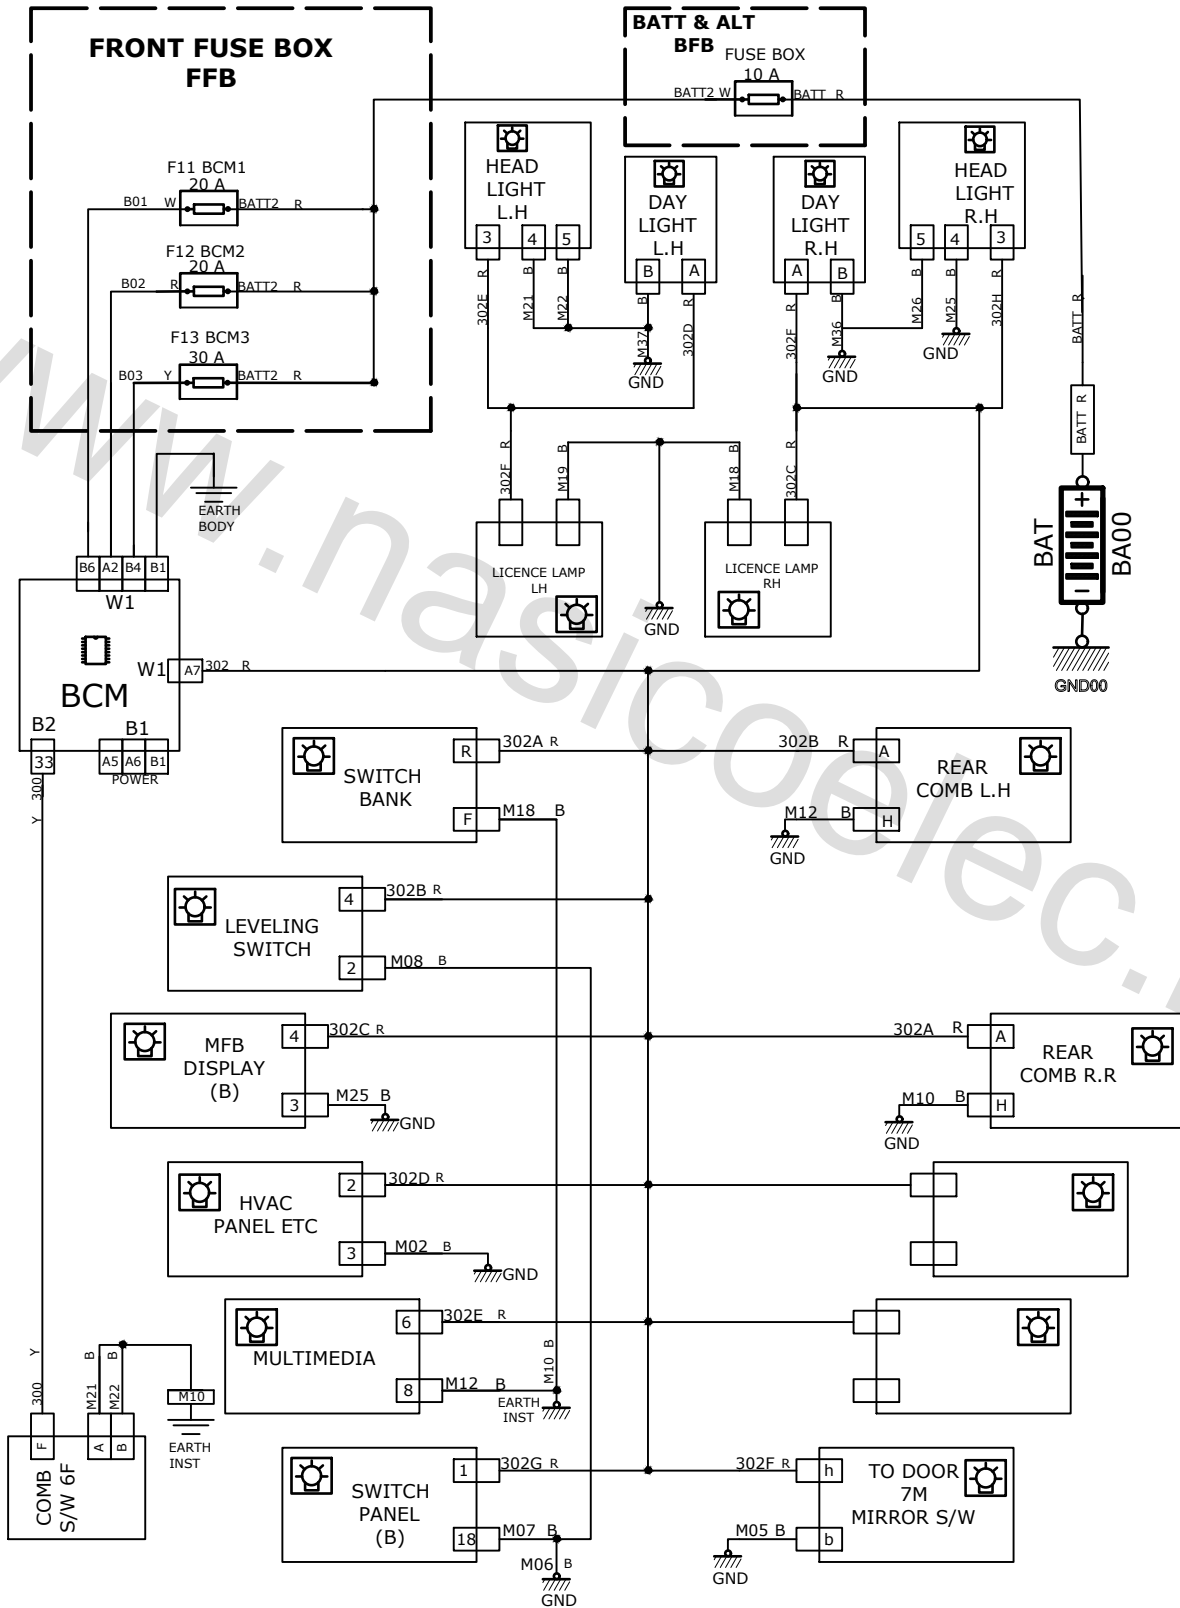 FRONT FUSE BOX
FFB
BATT & ALT
BFB
FUSE BOX
10 A
BATT2 W
BATT R
F11 BCM1
20 A
B01 W
BATT2 R
F12 BCM2
20 A
B02 R
BATT2 R
F13 BCM3
30 A
B03 Y
BATT2 R
HEAD
LIGHT
L.H
3
4
5
302E R
M21 B
M22 B
DAY
LIGHT
L.H
B
A
B
M37
302D R
GND
DAY
LIGHT
R.H
A
B
302F R
M36 B
GND
HEAD
LIGHT
R.H
5
4
3
M26 B
M25 B
302H R
GND
BATT R
BATT R
BAT
+
−
BA00
GND00
302F R
M19 B
M18 B
302C R
LICENCE LAMP
LH
LICENCE LAMP
RH
GND
EARTH
BODY
B6
A2
B4
B1
W1
W1
A7
302 R
BCM
B2
B1
33
A5
A6
B1
POWER
300
Y
SWITCH
BANK
R
302A R
F
M18 B
302B R
A
REAR
COMB L.H
M12 B
H
GND
LEVELING
SWITCH
4
302B R
2
M08 B
MFB
DISPLAY
(B)
4
302C R
3
M25 B
GND
302A R
A
REAR
COMB R.R
M10 B
H
GND
HVAC
PANEL ETC
2
302D R
3
M02 B
GND
MULTIMEDIA
6
302E R
8
M12 B
M10 B
EARTH
INST
300 Y
M21 B
M22 B
M10
EARTH
INST
F
A
B
COMB
S/W 6F
SWITCH
PANEL
(B)
1
302G R
18
M07 B
M06 B
GND
302F R
h
TO DOOR
7M
MIRROR S/W
M05 B
b
GND
www.nasicoelec.